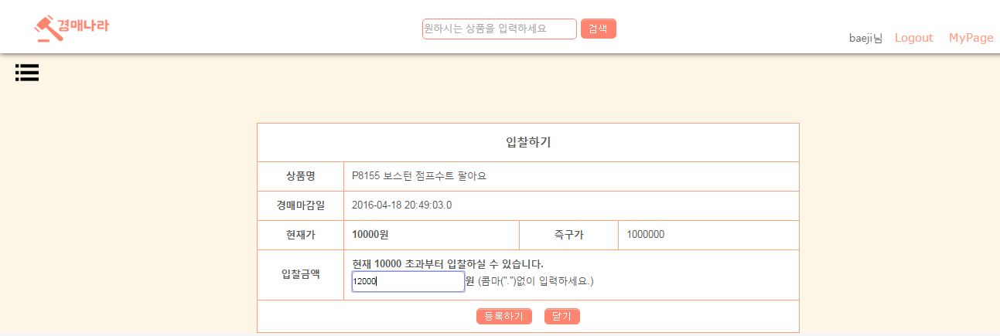 경매나라
원하시는 상품을 입력하세요 검색
baeji님 Logout MyPage
입찰하기
상품명 P8155 보스턴 점프수트 팔아요
경매마감일 2016-04-18 20:49:03.0
현재가 10000원 즉구가 1000000
입찰금액
현재 10000 초과부터 입찰하실 수 있습니다.
12000 원 (콤마(".")없이 입력하세요.)
등록하기 닫기